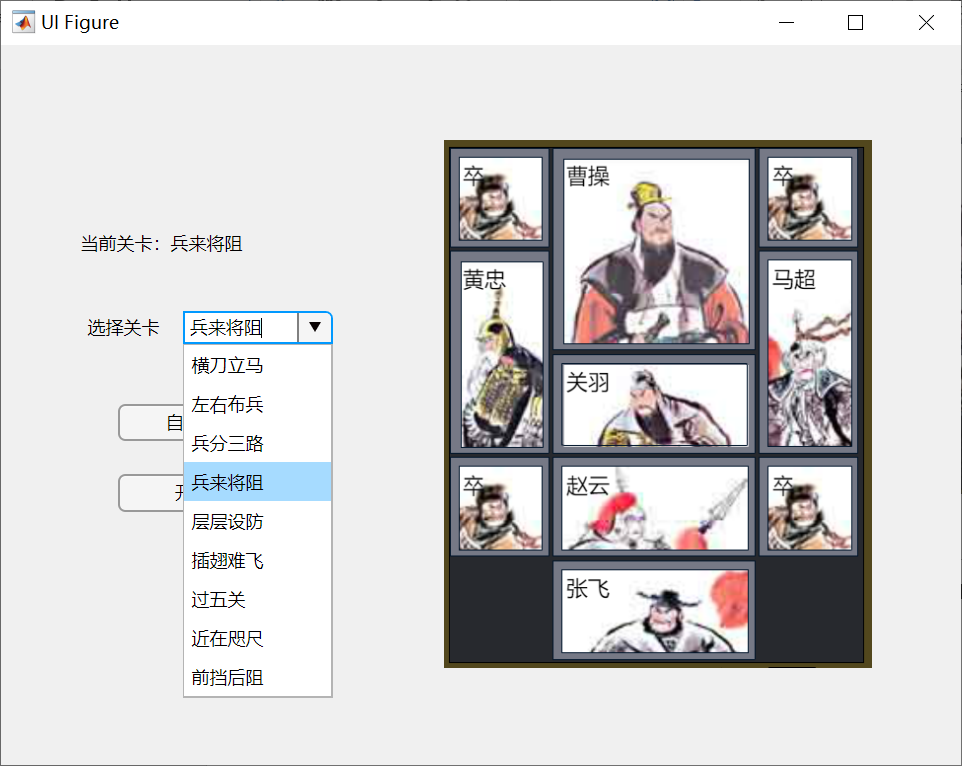 UI Figure
当前关卡：兵来将阻
选择关卡
兵来将阻
横刀立马
左右布兵
兵分三路
兵来将阻
层层设防
插翅难飞
过五关
近在咫尺
前挡后阻
自
卒
曹操
卒
黄忠
马超
关羽
卒
赵云
卒
张飞